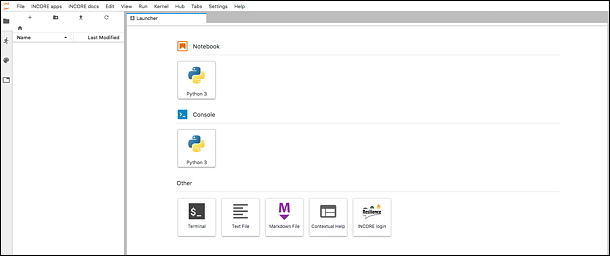 File INCORE apps INCORE docs Edit View Run Kernel Hub Tabs Settings Help
Launcher
Name Last Modified
Notebook
Python 3
Console
$_
Python 3
Other
$_
M
Resilience
Terminal Text File Markdown File Contextual Help INCORE login